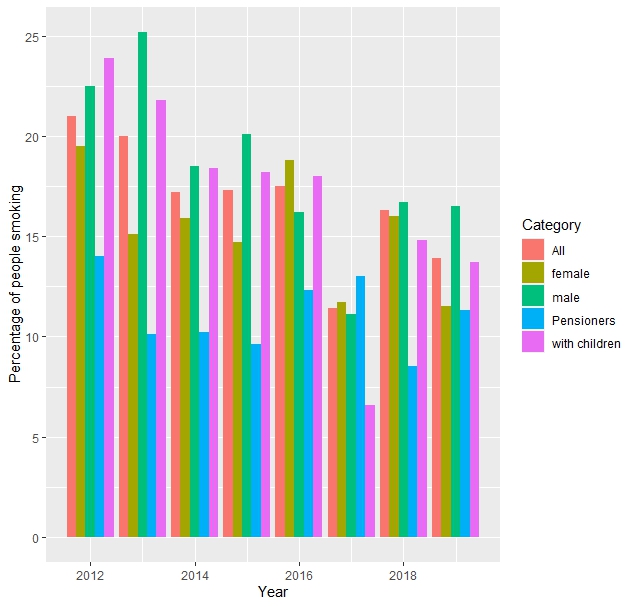 25
20
15
10
5
0
Percentage of people smoking
2012 2014 2016 2018
Year
Category
All
female
male
Pensioners
with children